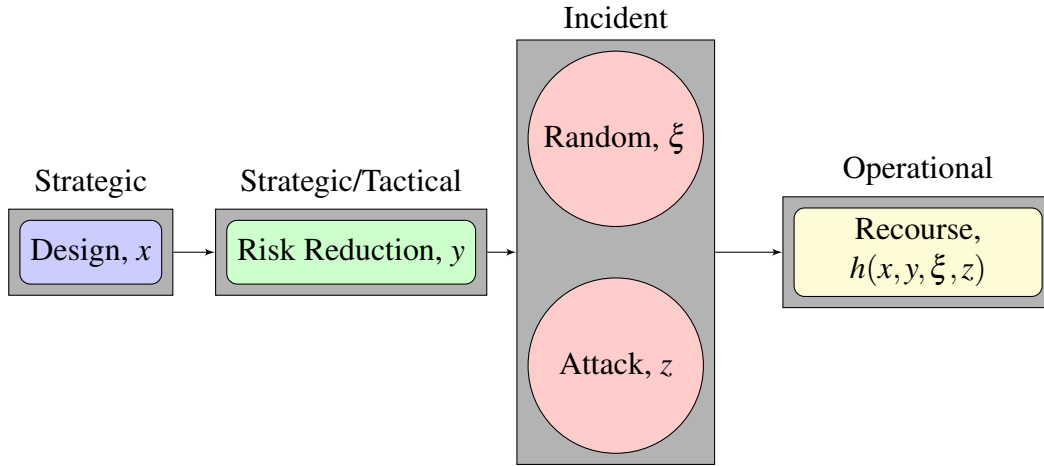 Strategic
Design, x
Strategic/Tactical
Risk Reduction, y
Incident
Random, ξ
Attack, z
Operational
Recourse,
h(x, y, ξ, z)